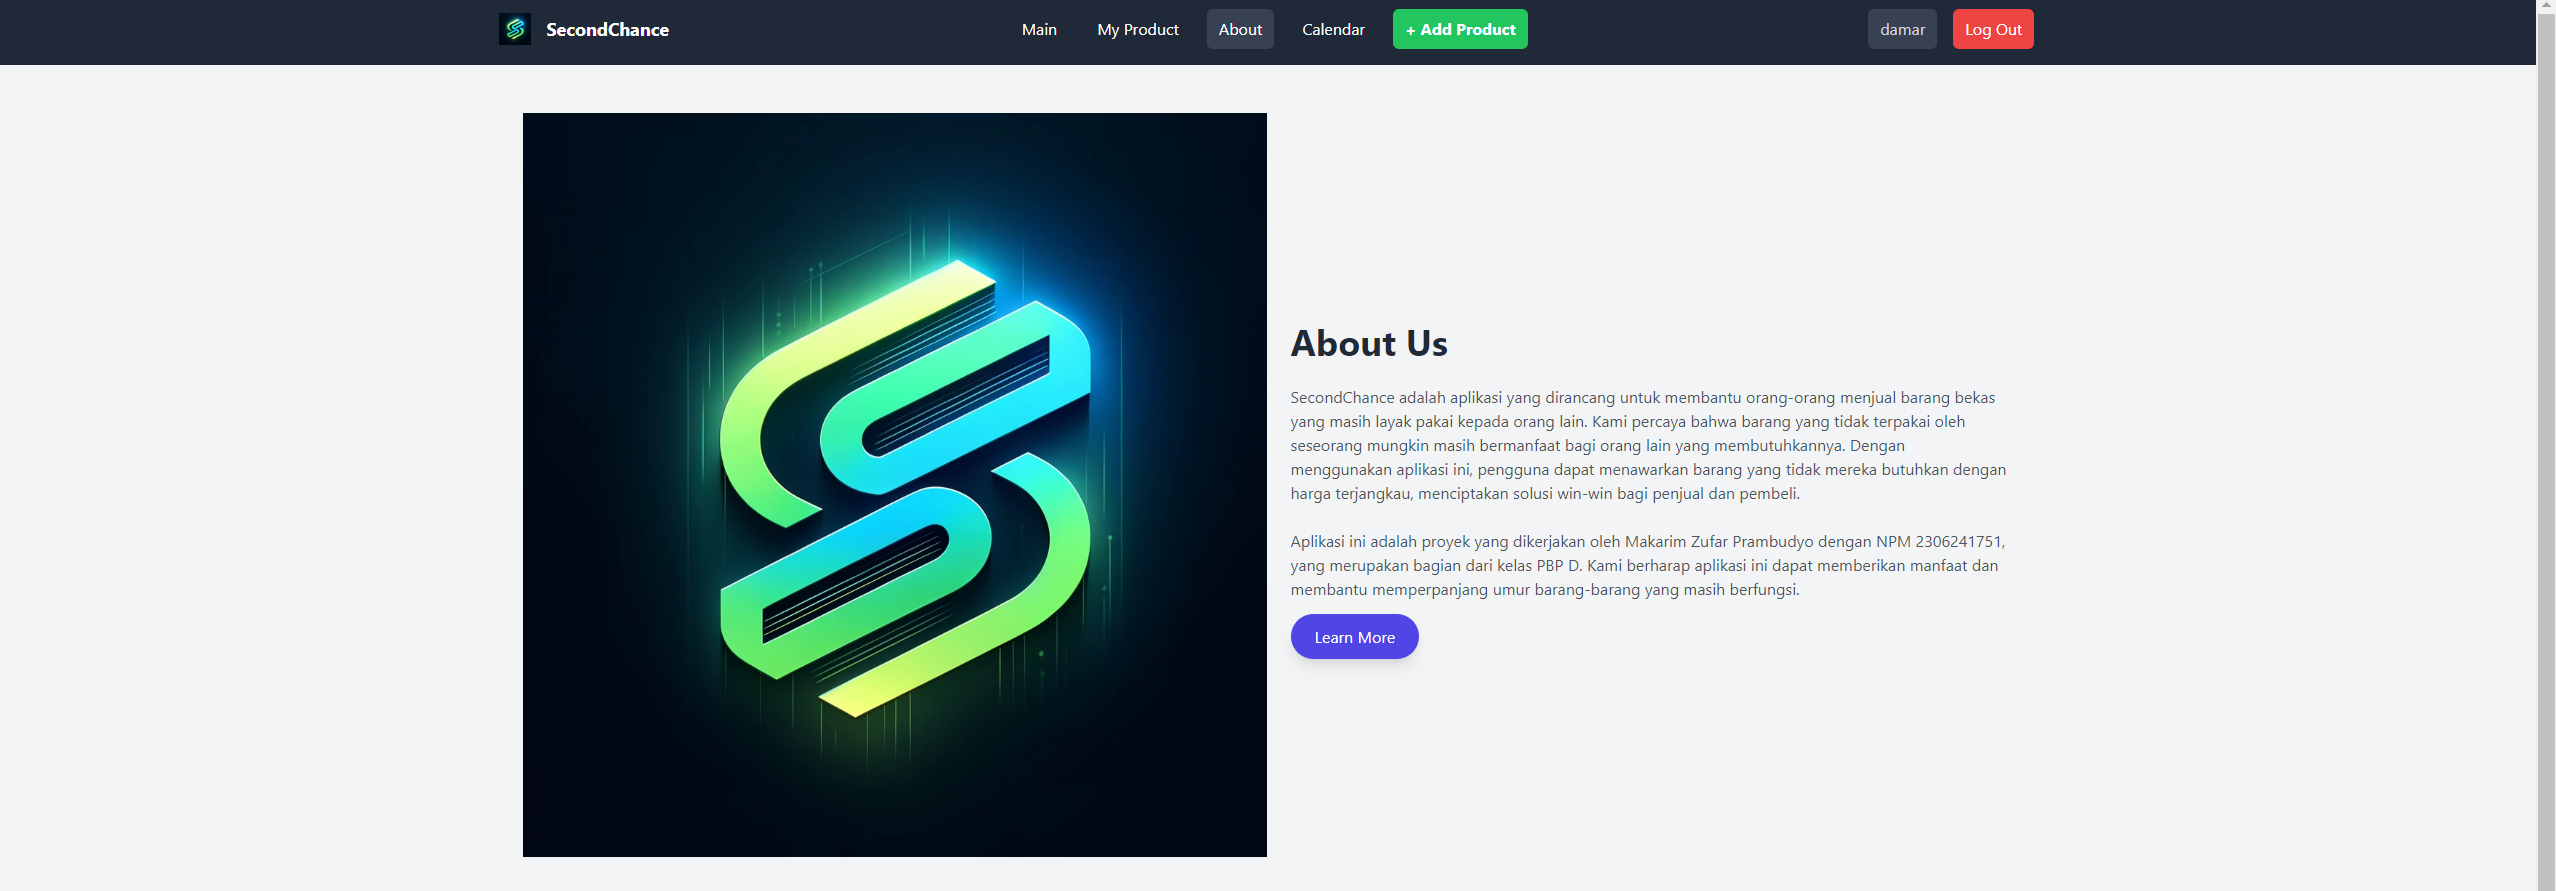 SecondChance
Main
My Product
About
Calendar
+ Add Product
damar
Log Out
About Us
SecondChance adalah aplikasi yang dirancang untuk membantu orang-orang menjual barang bekas
yang masih layak pakai kepada orang lain. Kami percaya bahwa barang yang tidak terpakai oleh
seseorang mungkin masih bermanfaat bagi orang lain yang membutuhkannya. Dengan
menggunakan aplikasi ini, pengguna dapat menawarkan barang yang tidak mereka butuhkan dengan
harga terjangkau, menciptakan solusi win-win bagi penjual dan pembeli.
Aplikasi ini adalah proyek yang dikerjakan oleh Makarim Zufar Prambudyo dengan NPM 2306241751,
yang merupakan bagian dari kelas PBP D. Kami berharap aplikasi ini dapat memberikan manfaat dan
membantu memperpanjang umur barang-barang yang masih berfungsi.
Learn More